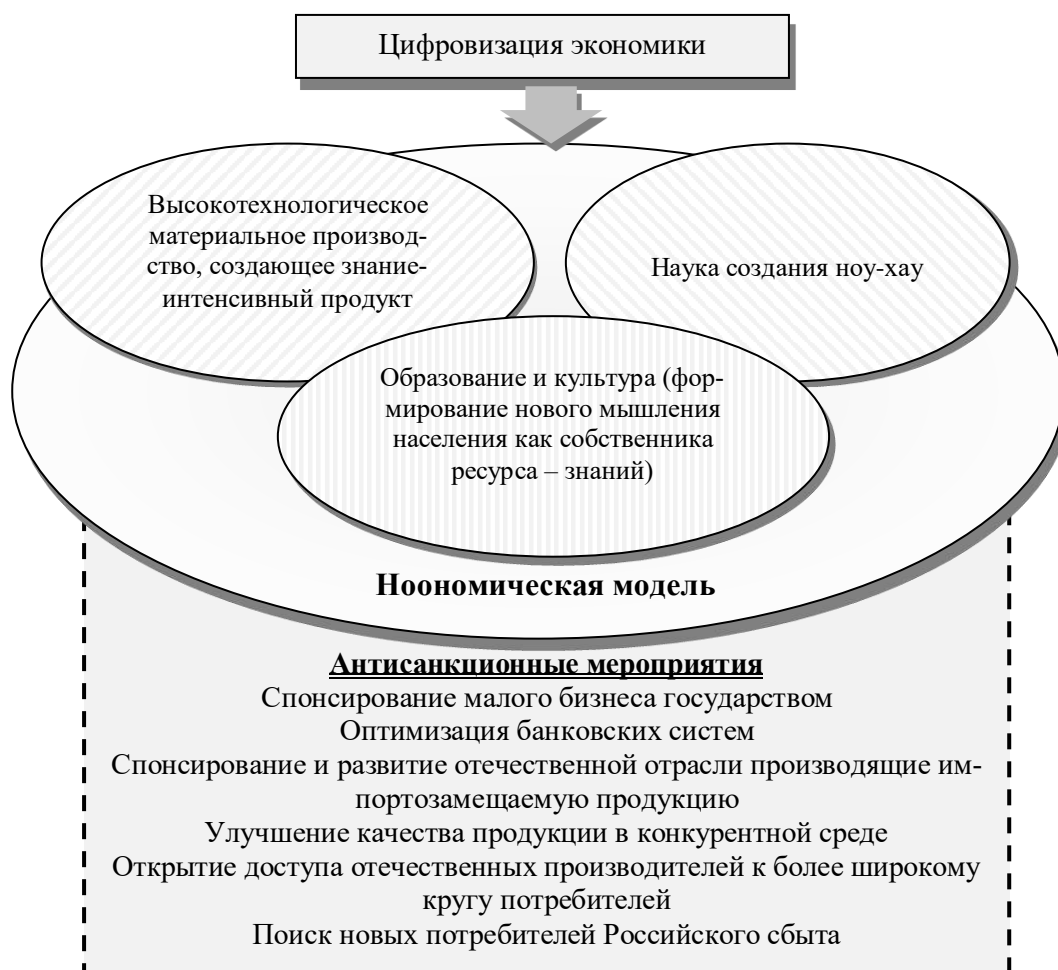 Цифровизация экономики
Высокотехнологическое
материальное производ-
ство, создающее знание-
интенсивный продукт
Наука создания ноу-хау
Образование и культура (фор-
мирование нового мышления
населения как собственника
ресурса – знаний)
Ноономическая модель
Антисанкционные мероприятия
Спонсирование малого бизнеса государством
Оптимизация банковских систем
Спонсирование и развитие отечественной отрасли производящие им-
портозамещаемую продукцию
Улучшение качества продукции в конкурентной среде
Открытие доступа отечественных производителей к более широкому
кругу потребителей
Поиск новых потребителей Российского сбыта